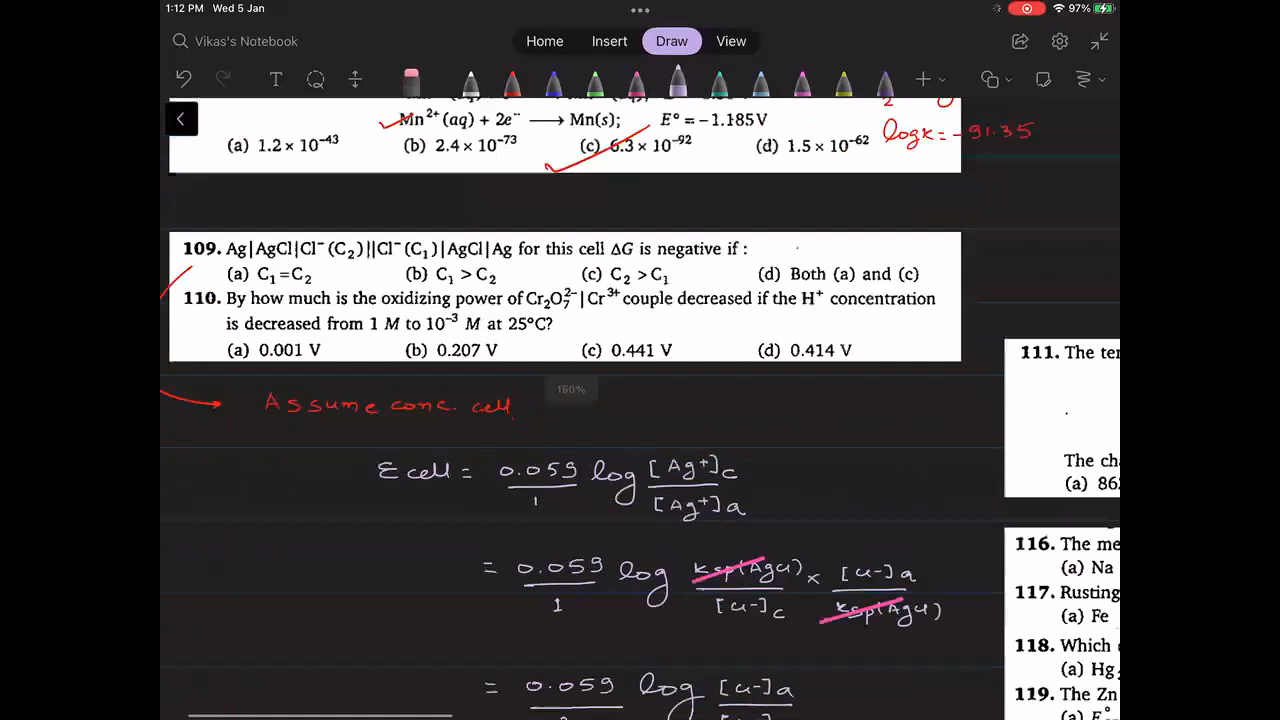 1:12 PM Wed 5 Jan
97%
Vikas's Notebook
Home Insert Draw View
Mn²⁺(aq) + 2e⁻ ⟶ Mn(s); E° = −1.185 V
log K = −91.35
(a) 1.2 × 10⁻⁴³ (b) 2.4 × 10⁻⁷³ (c) 6.3 × 10⁻⁹² (d) 1.5 × 10⁻⁶²
109. Ag|AgCl|Cl⁻(C₂)||Cl⁻(C₁)|AgCl|Ag for this cell ΔG is negative if :
(a) C₁=C₂ (b) C₁ > C₂ (c) C₂ > C₁ (d) Both (a) and (c)
110. By how much is the oxidizing power of Cr₂O₇²⁻|Cr³⁺ couple decreased if the H⁺ concentration
is decreased from 1 M to 10⁻³ M at 25°C?
(a) 0.001 V (b) 0.207 V (c) 0.441 V (d) 0.414 V
160%
Assume conc. cell
Ecell = 0.059/1 log [Ag⁺]c/[Ag⁺]a
= 0.059/1 log Ksp(AgCl)/[Cl⁻]c × [Cl⁻]a/Ksp(AgCl)
= 0.059 log [Cl⁻]a
111. The
The
(a)
116. The
(a) Na
117. Rusting
(a) Fe
118. Which
(a) Hg
119. The Zn
(a) E°